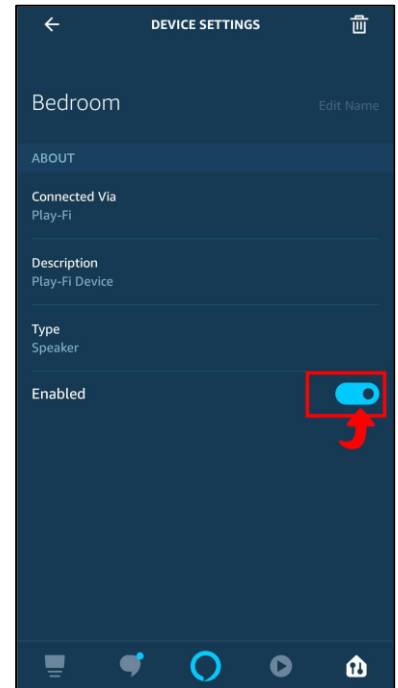 DEVICE SETTINGS
Bedroom
Edit Name
ABOUT
Connected Via
Play-Fi
Description
Play-Fi Device
Type
Speaker
Enabled